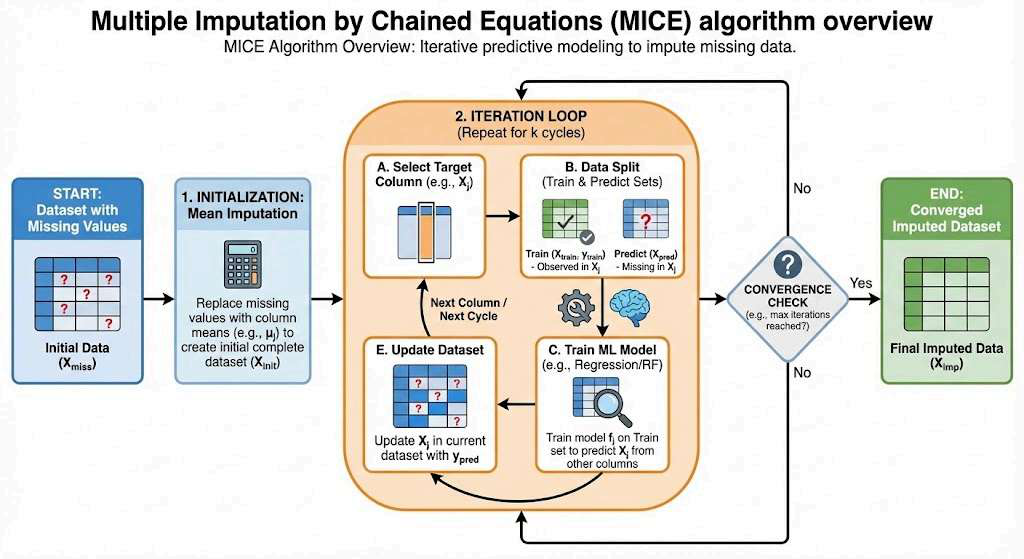 Multiple Imputation by Chained Equations (MICE) algorithm overview
MICE Algorithm Overview: Iterative predictive modeling to impute missing data.
START:
Dataset with
Missing Values
? ?
?
? ?
?
Initial Data
(Xmiss)
1. INITIALIZATION:
Mean Imputation
Replace missing
values with column
means (e.g., μj) to
create initial complete
dataset (Xinit)
2. ITERATION LOOP
(Repeat for k cycles)
A. Select Target
Column (e.g., Xj)
B. Data Split
(Train & Predict Sets)
?
Train (Xtrain, ytrain)
- Observed in Xj
Predict (Xpred)
- Missing in Xj
Next Column /
Next Cycle
C. Train ML Model
(e.g., Regression/RF)
Train model fj on Train
set to predict Xj from
other columns
E. Update Dataset
? ?
?
?
?
Update Xj in current
dataset with ypred
No
?
CONVERGENCE
CHECK
(e.g., max iterations
reached?)
Yes
No
END:
Converged
Imputed Dataset
Final Imputed Data
(Ximp)